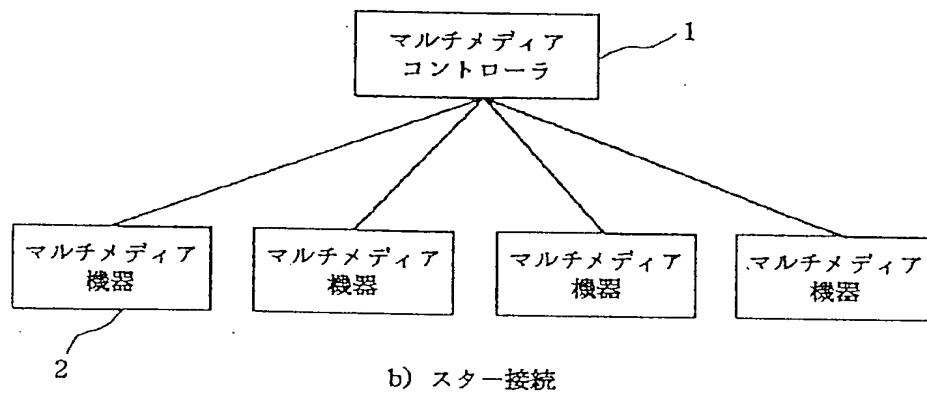 マルチメディア
コントローラ
1
マルチメディア
機器
マルチメディア
機器
マルチメディア
機器
マルチメディア
機器
2
b) スター接続